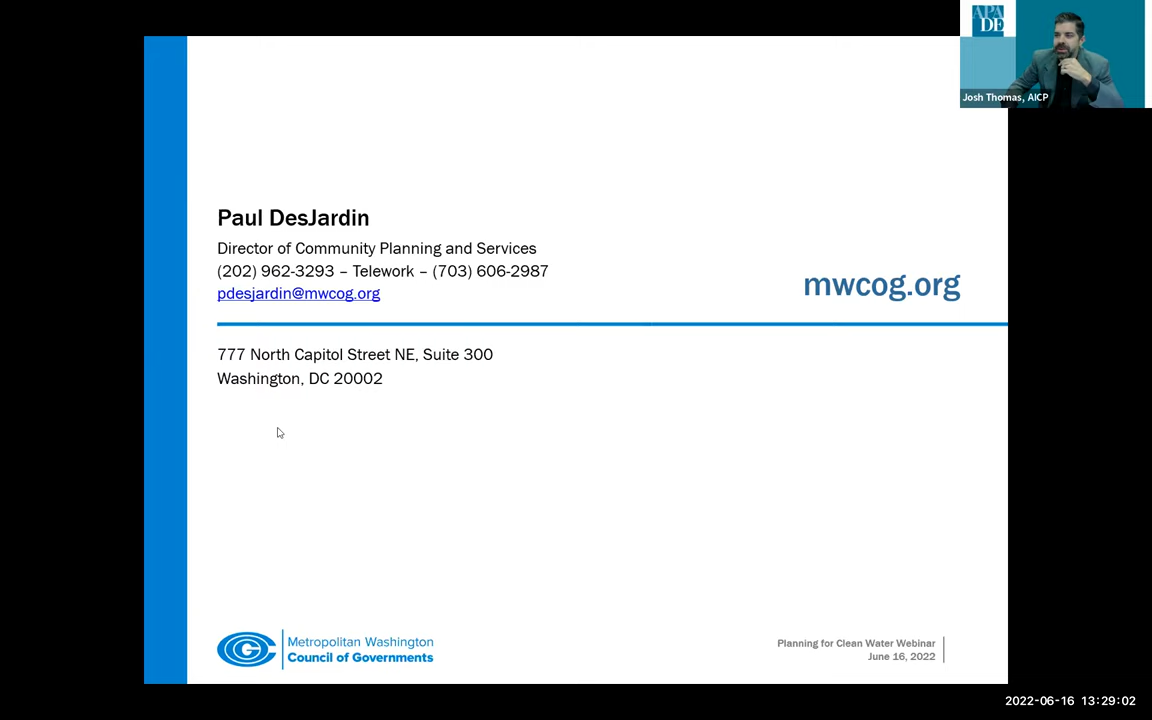 APA
DE
Josh Thomas, AICP
Paul DesJardin
Director of Community Planning and Services
(202) 962-3293 – Telework – (703) 606-2987
pdesjardin@mwcog.org
mwcog.org
777 North Capitol Street NE, Suite 300
Washington, DC 20002
Metropolitan Washington
Council of Governments
Planning for Clean Water Webinar
June 16, 2022
2022-06-16 13:29:02